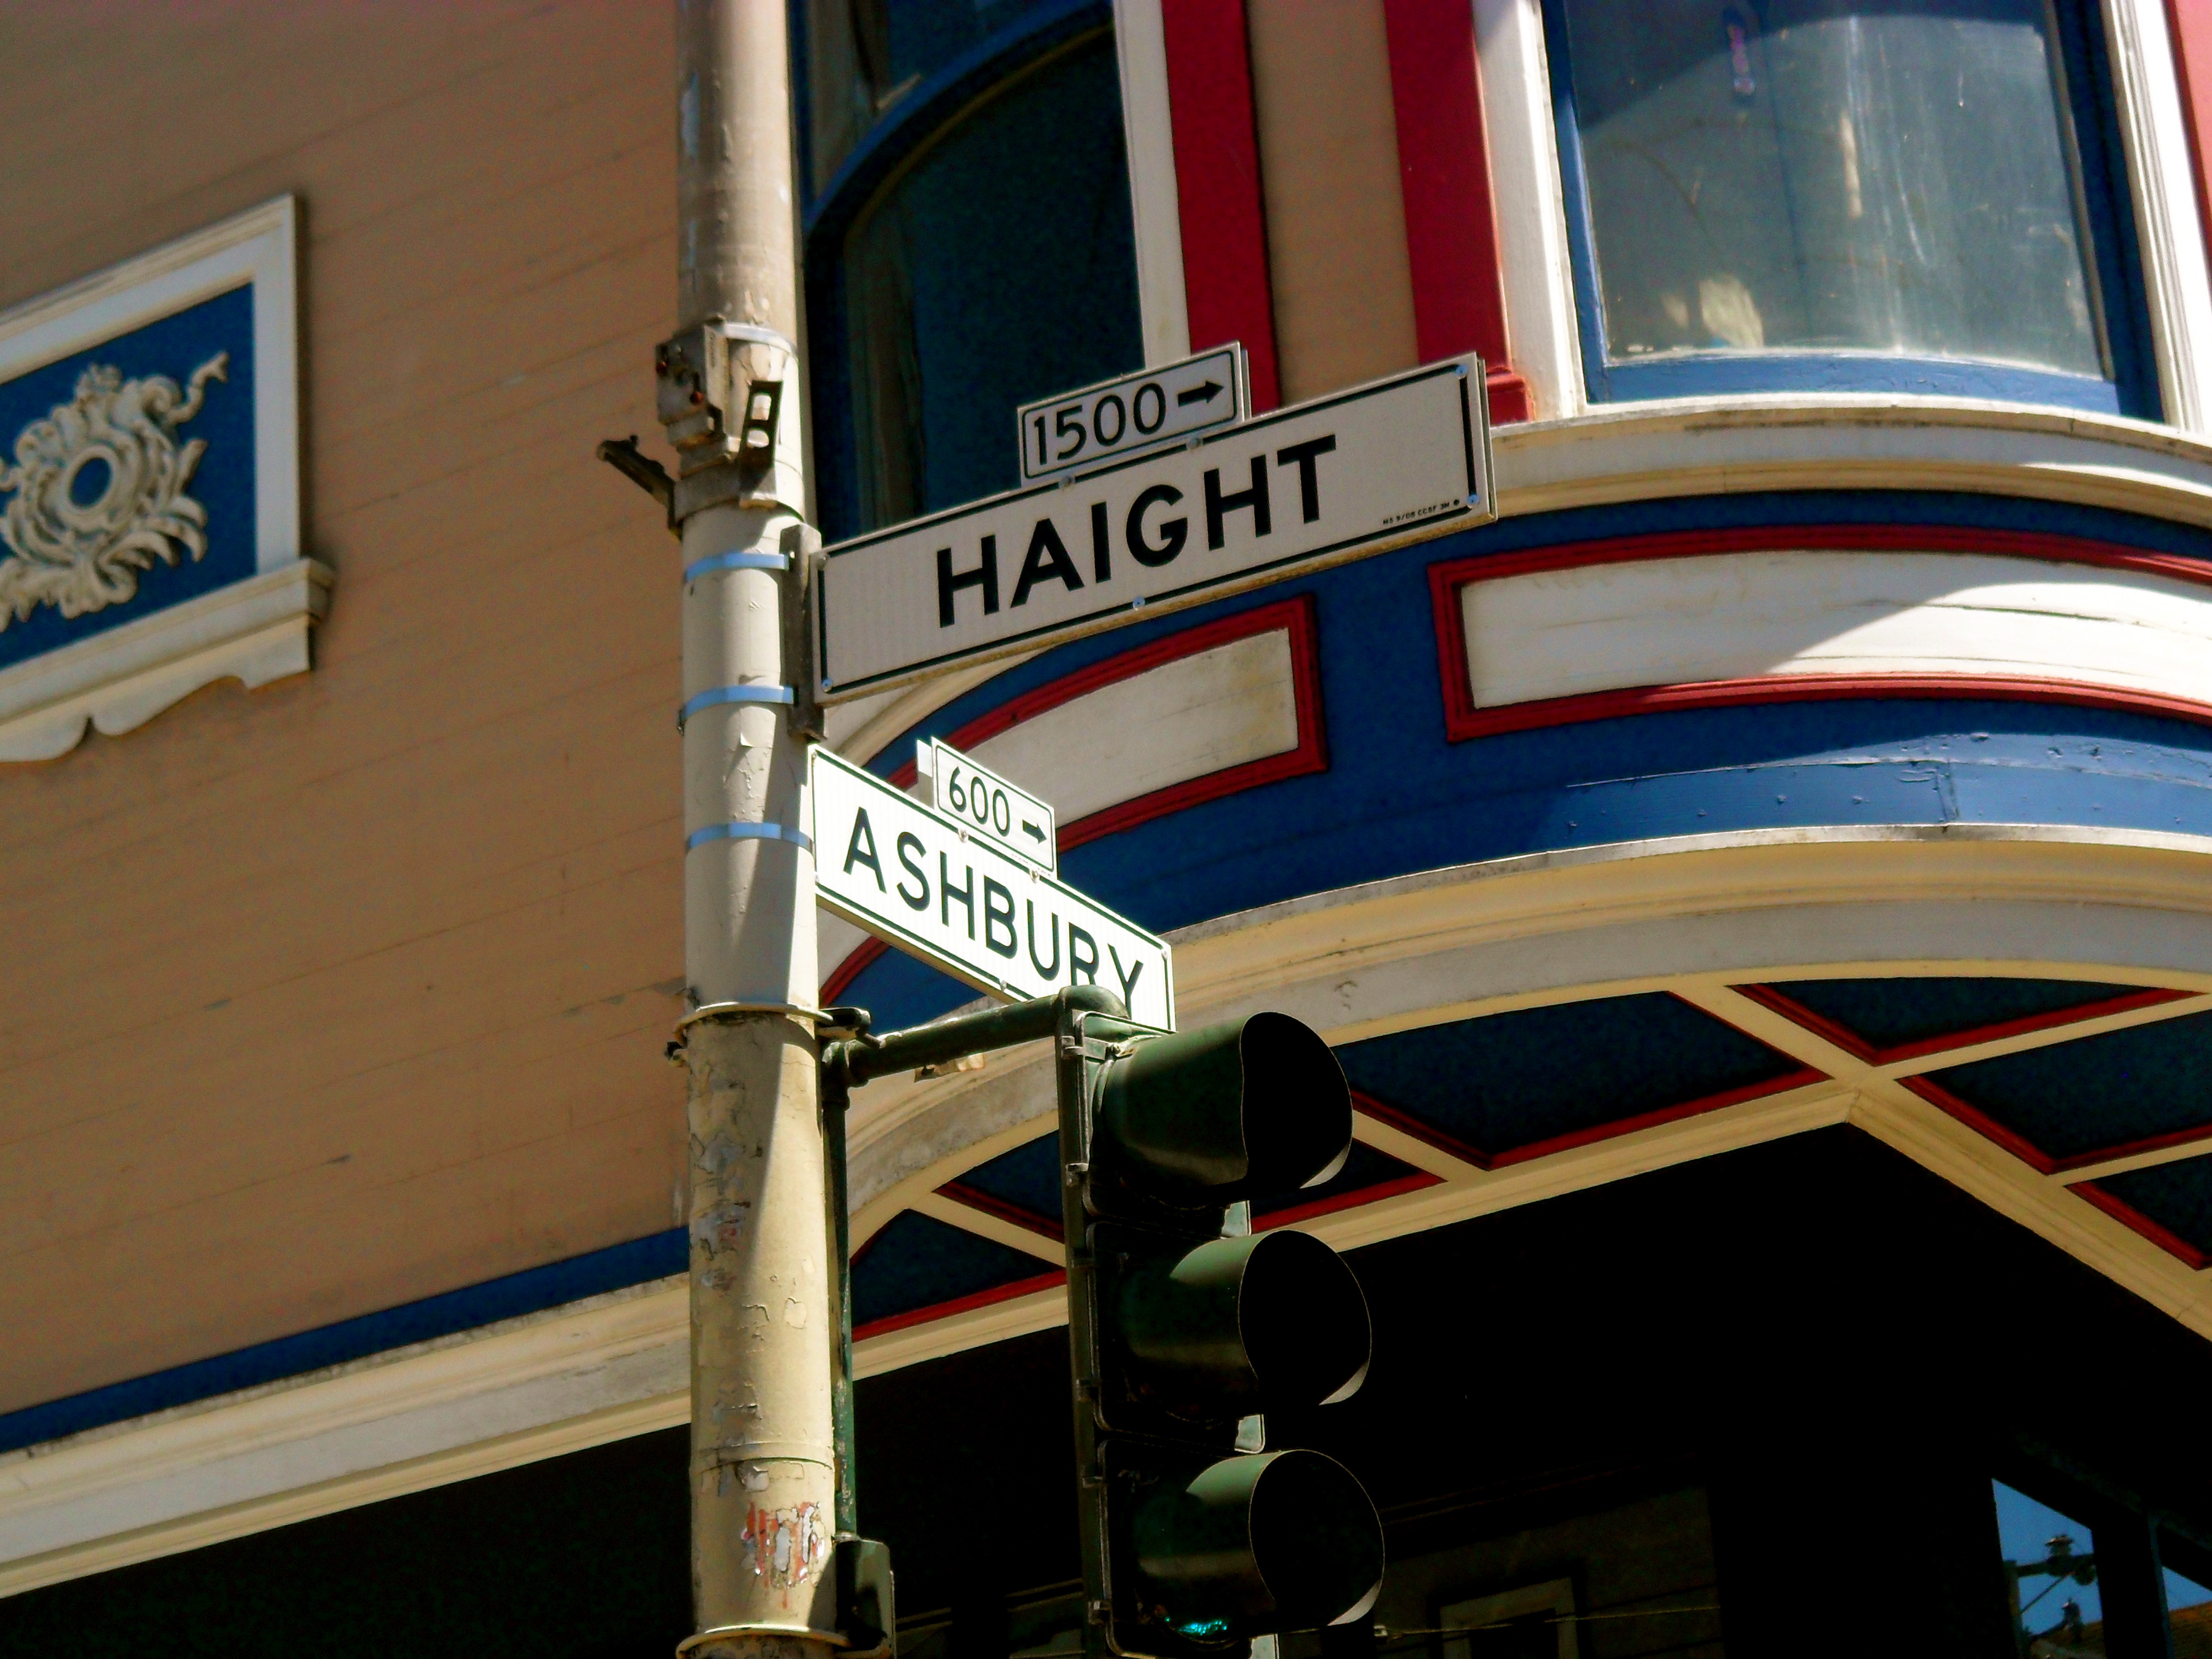 1500 →
HAIGHT
600 →
ASHBURY